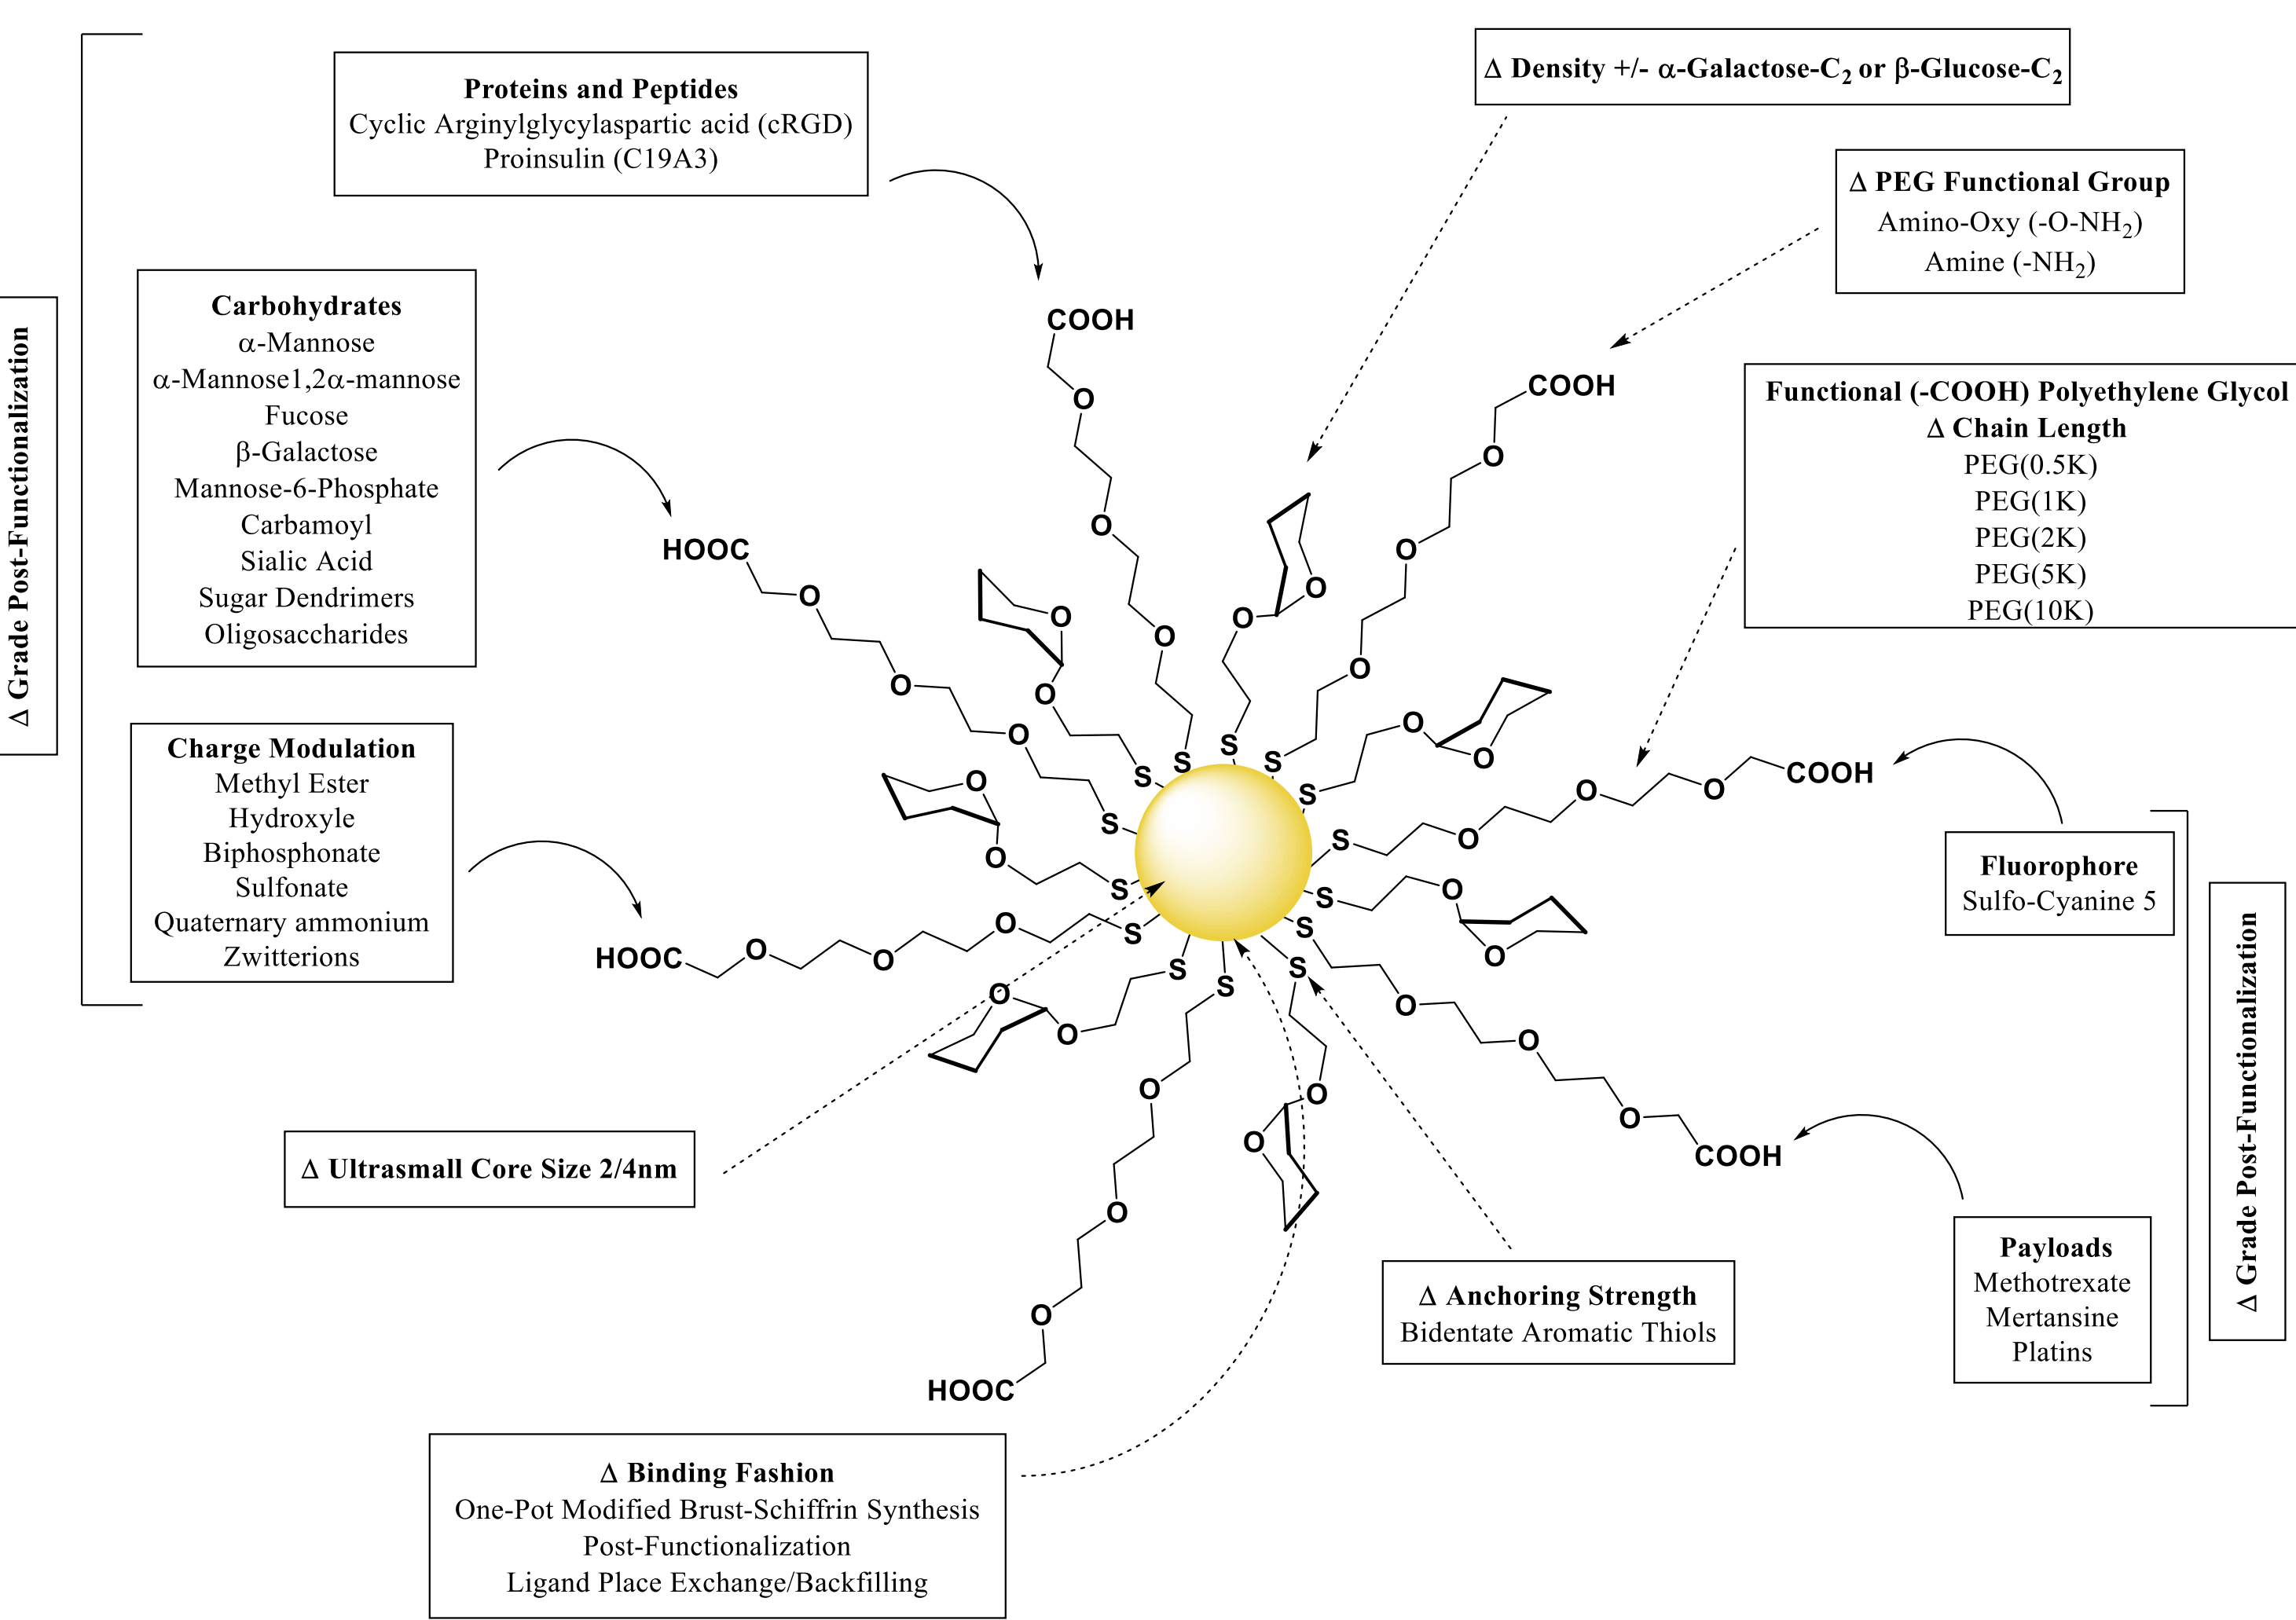 Proteins and Peptides
Cyclic Arginylglycylaspartic acid (cRGD)
Proinsulin (C19A3)
Δ Density +/- α-Galactose-C2 or β-Glucose-C2
Δ PEG Functional Group
Amino-Oxy (-O-NH2)
Amine (-NH2)
Δ Grade Post-Functionalization
Carbohydrates
α-Mannose
α-Mannose1,2α-mannose
Fucose
β-Galactose
Mannose-6-Phosphate
Carbamoyl
Sialic Acid
Sugar Dendrimers
Oligosaccharides
Functional (-COOH) Polyethylene Glycol
Δ Chain Length
PEG(0.5K)
PEG(1K)
PEG(2K)
PEG(5K)
PEG(10K)
Charge Modulation
Methyl Ester
Hydroxyle
Biphosphonate
Sulfonate
Quaternary ammonium
Zwitterions
COOH
O
O
O
S
COOH
O
O
O
S
HOOC
O
O
O
S
O
O
S
O
O
S
O
O
S
COOH
O
O
O
S
O
O
S
HOOC
O
O
O
S
O
O
S
O
O
S
HOOC
O
O
O
S
O
O
S
COOH
O
O
O
S
Fluorophore
Sulfo-Cyanine 5
Δ Grade Post-Functionalization
Payloads
Methotrexate
Mertansine
Platins
Δ Ultrasmall Core Size 2/4nm
Δ Anchoring Strength
Bidentate Aromatic Thiols
Δ Binding Fashion
One-Pot Modified Brust-Schiffrin Synthesis
Post-Functionalization
Ligand Place Exchange/Backfilling